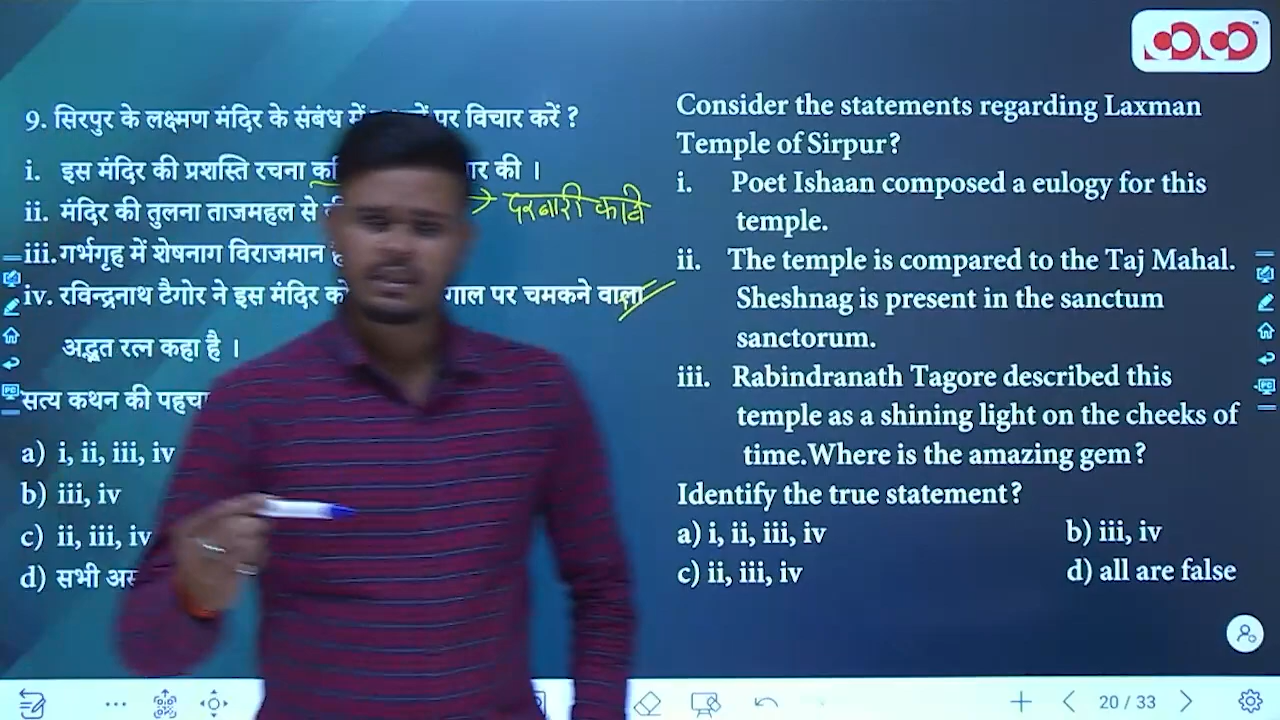 9. सिरपुर के लक्ष्मण मंदिर के संबंध में पर विचार करें ?
i. इस मंदिर की प्रशस्ति रचना की ।
→ दरबारी कवि
ii. मंदिर की तुलना ताजमहल से
iii. गर्भगृह में शेषनाग विराजमान
iv. रविन्द्रनाथ टैगोर ने इस मंदिर को पर चमकने वाला
अद्भुत रत्न कहा है ।
सत्य कथन की
a) i, ii, iii, iv
b) iii, iv
c) ii, iii, iv
d) सभी
Consider the statements regarding Laxman
Temple of Sirpur?
i. Poet Ishaan composed a eulogy for this
temple.
ii. The temple is compared to the Taj Mahal.
Sheshnag is present in the sanctum
sanctorum.
iii. Rabindranath Tagore described this
temple as a shining light on the cheeks of
time.Where is the amazing gem?
Identify the true statement?
a) i, ii, iii, iv b) iii, iv
c) ii, iii, iv d) all are false
20 / 33